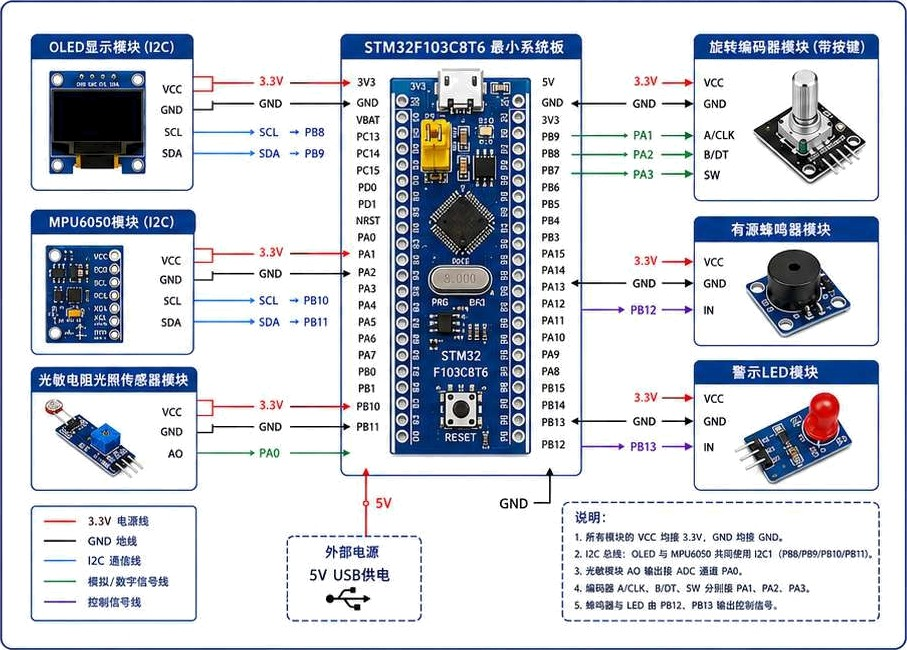 OLED显示模块 (I2C)
VCC
GND
SCL
SDA
3.3V
GND
SCL → PB8
SDA → PB9
MPU6050模块 (I2C)
VCC
GND
SCL
SDA
3.3V
GND
SCL → PB10
SDA → PB11
光敏电阻光照传感器模块
VCC
GND
AO
3.3V
GND
PA0
STM32F103C8T6 最小系统板
3V3
GND
VBAT
PC13
PC14
PC15
PD0
PD1
NRST
PA0
PA1
PA2
PA3
PA4
PA5
PA6
PA7
PB0
PB1
PB10
PB11
3V3
8.000
STM32
F103C8T6
RESET
5V
GND
3V3
PB9
PB8
PB7
PB6
PB5
PB4
PB3
PA15
PA14
PA13
PA12
PA11
PA10
PA9
PA8
PB15
PB14
PB13
PB12
旋转编码器模块 (带按键)
3.3V
GND
PA1
PA2
PA3
VCC
GND
A/CLK
B/DT
SW
有源蜂鸣器模块
3.3V
GND
PB12
VCC
GND
IN
警示LED模块
3.3V
GND
PB13
VCC
GND
IN
3.3V 电源线
GND 地线
I2C 通信线
模拟/数字信号线
控制信号线
5V
外部电源
5V USB供电
GND
说明：
1. 所有模块的 VCC 均接 3.3V，GND 均接 GND。
2. I2C 总线：OLED 与 MPU6050 共同使用 I2C1（PB8/PB9/PB10/PB11）。
3. 光敏模块 AO 输出接 ADC 通道 PA0。
4. 编码器 A/CLK、B/DT、SW 分别接 PA1、PA2、PA3。
5. 蜂鸣器与 LED 由 PB12、PB13 输出控制信号。